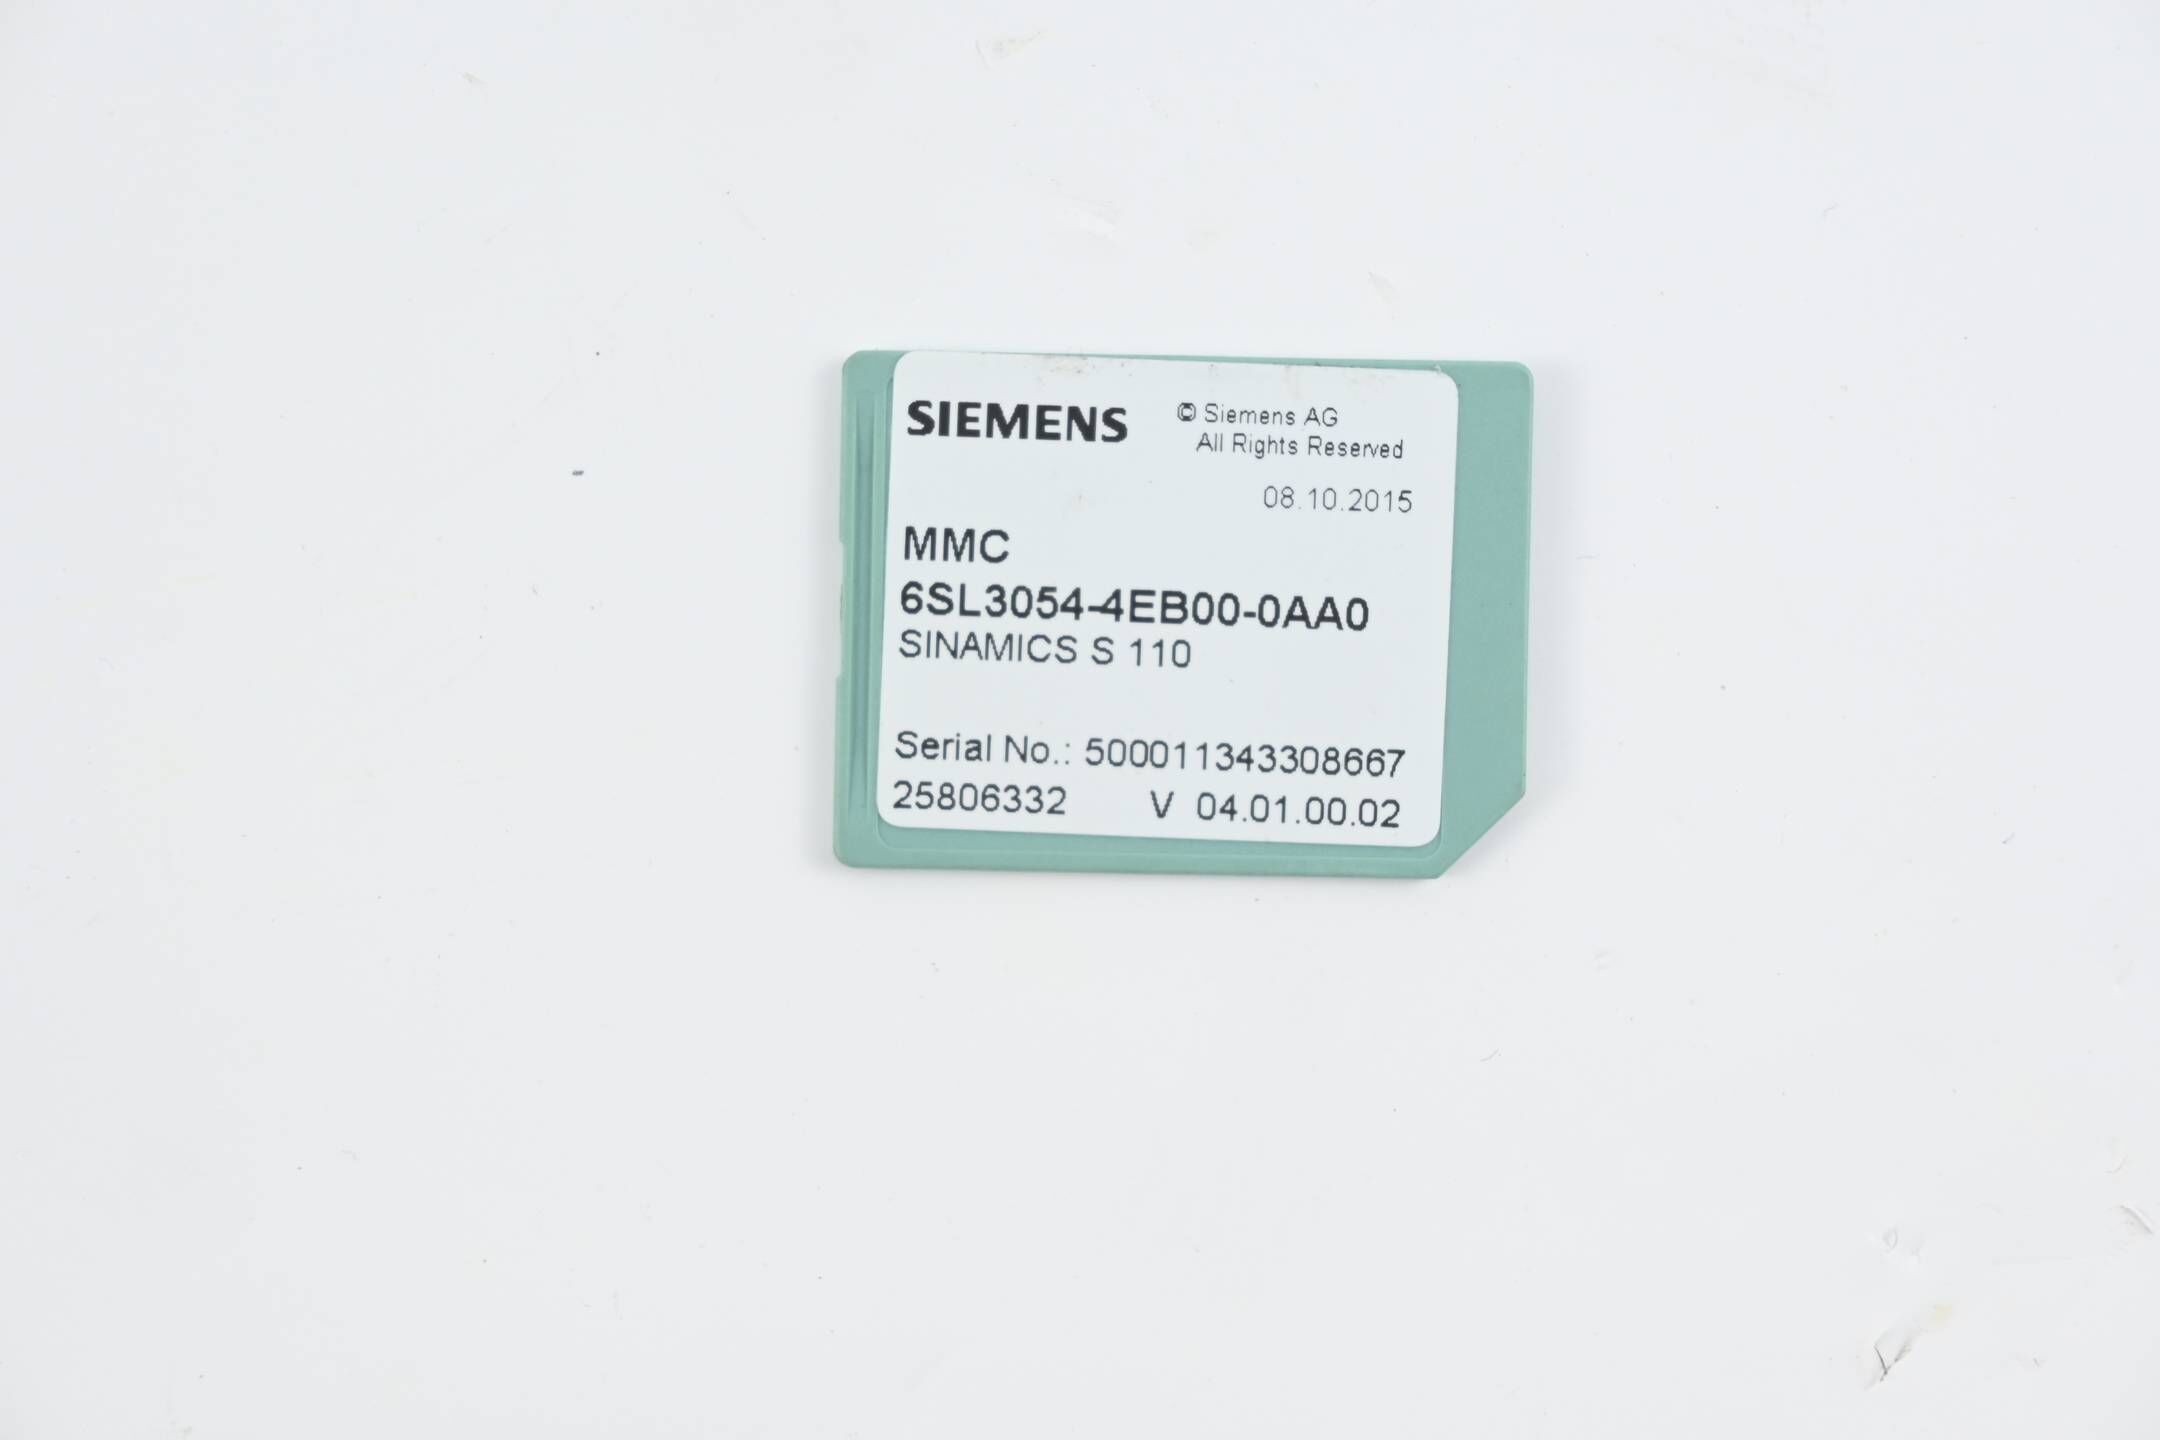 SIEMENS
© Siemens AG
All Rights Reserved
08.10.2015
MMC
6SL3054-4EB00-0AA0
SINAMICS S 110
Serial No.: 500011343308667
25806332 V 04.01.00.02